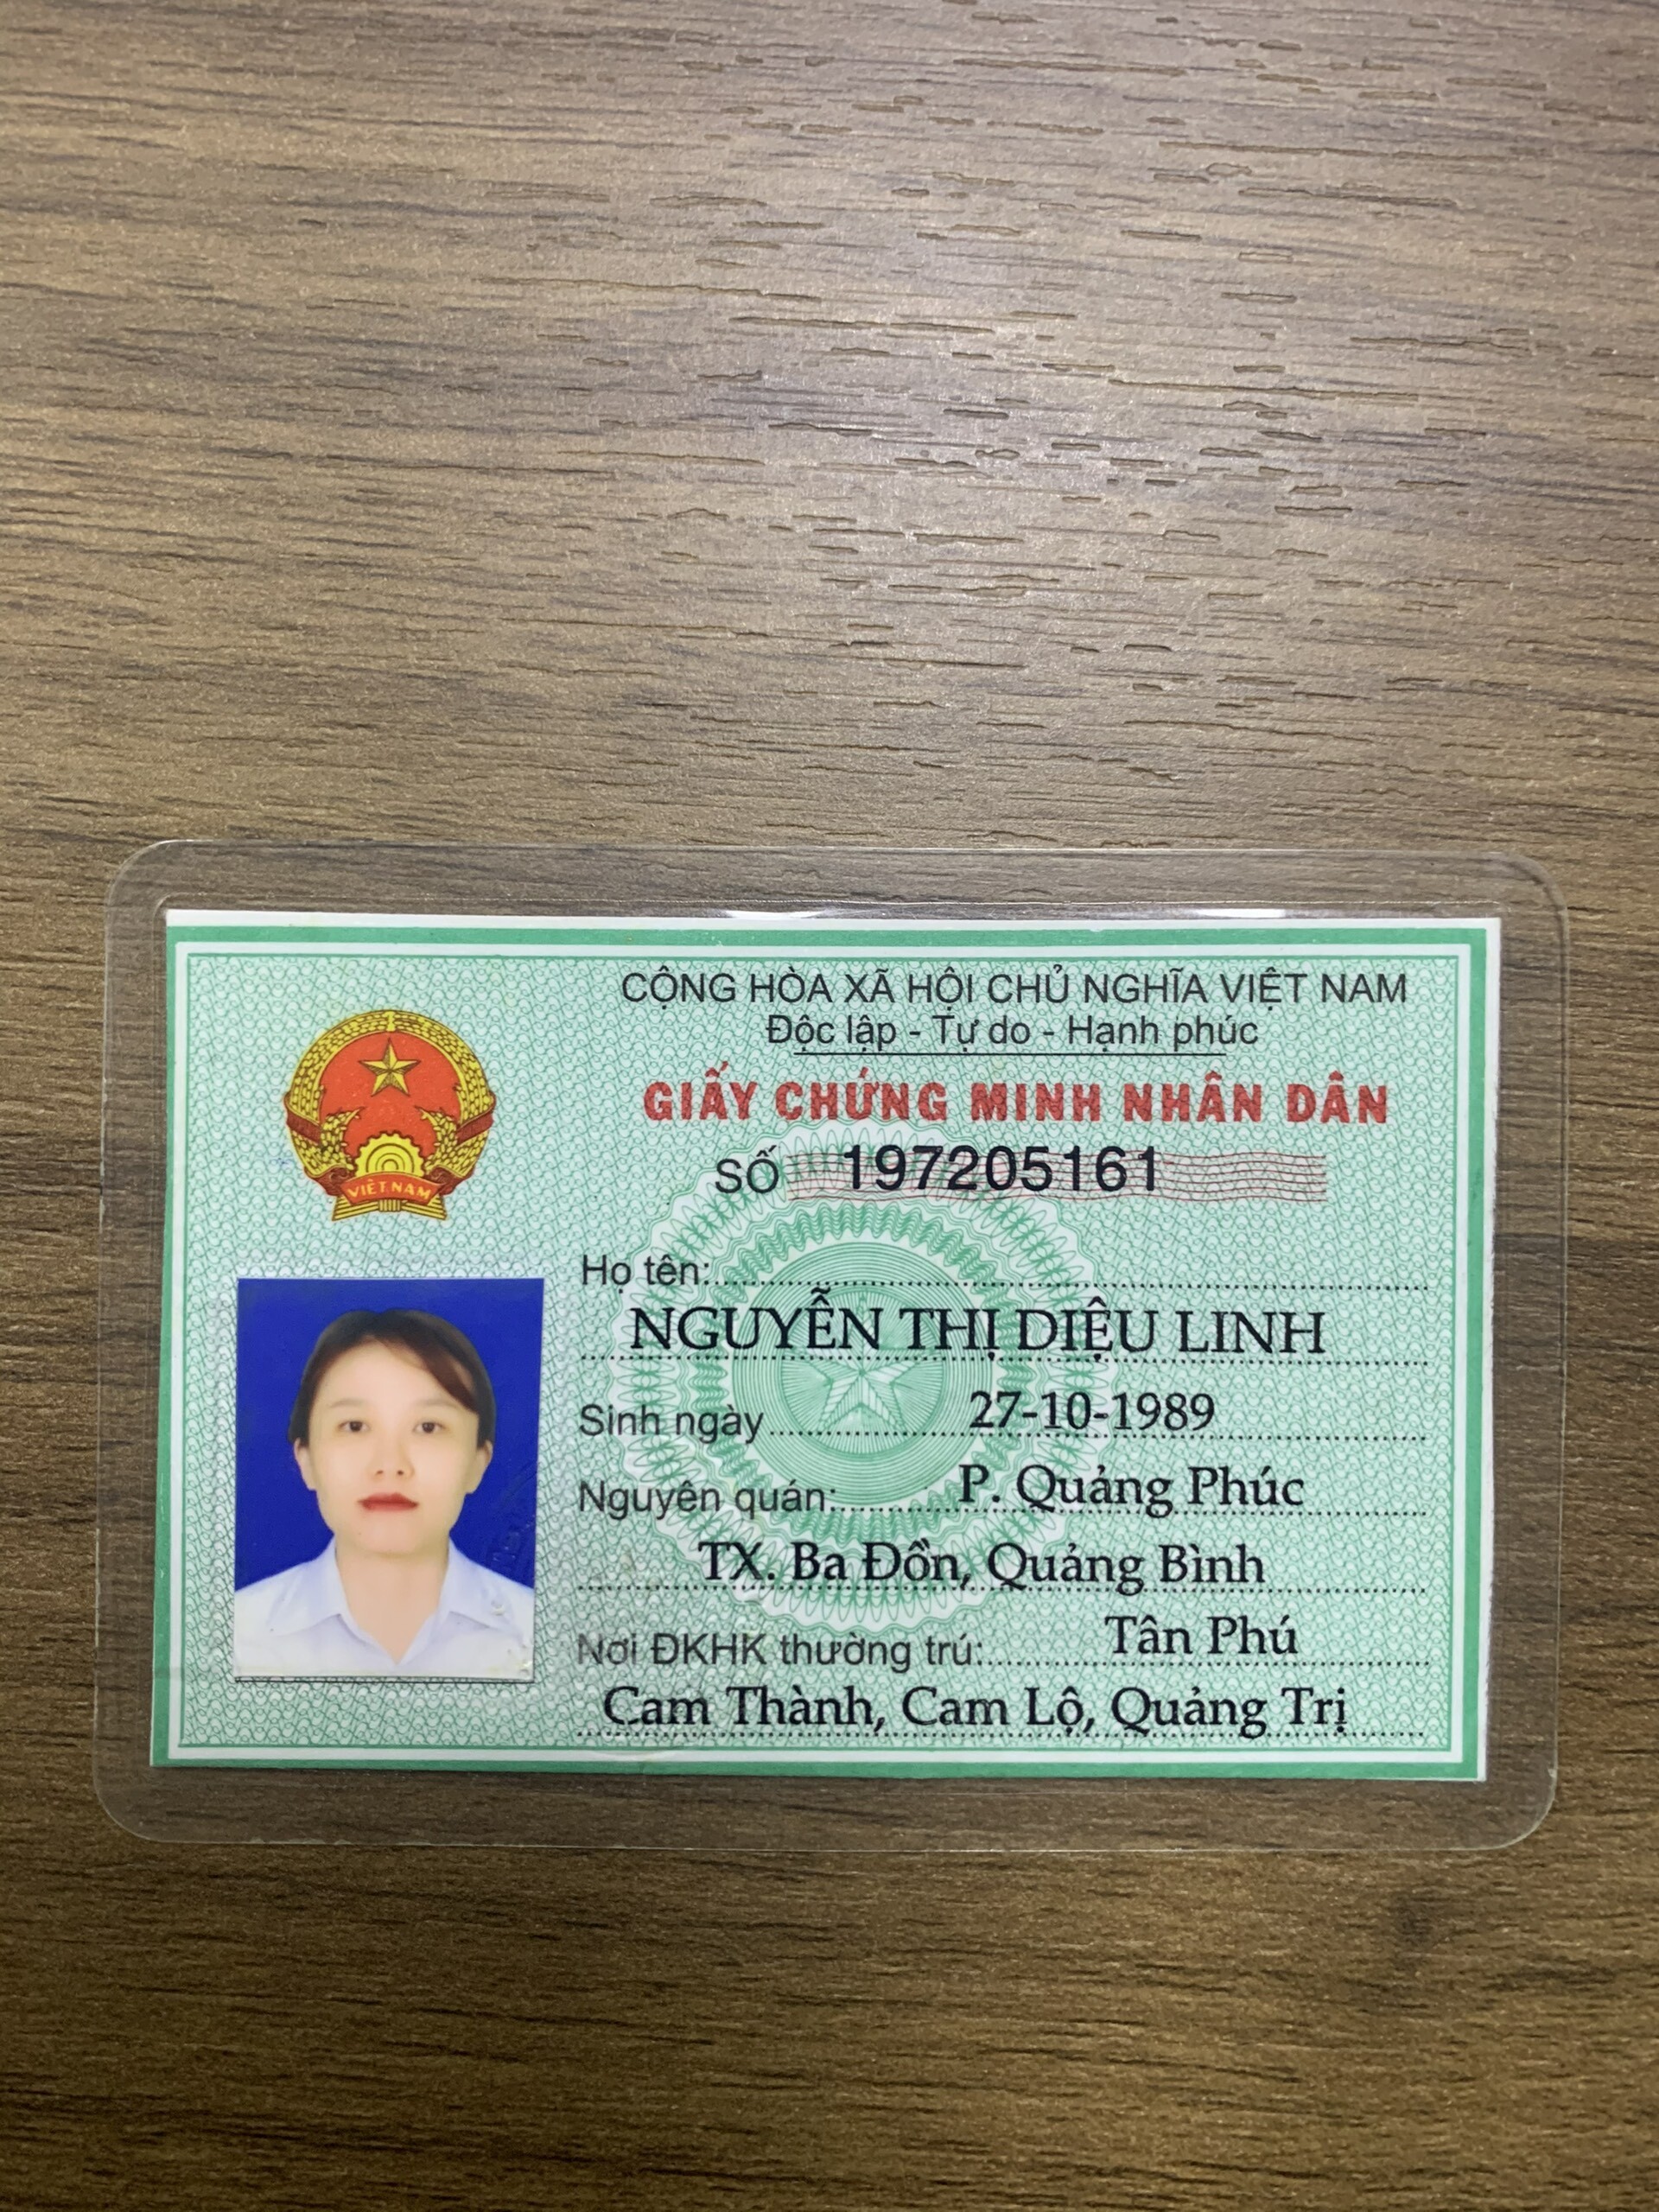 CỘNG HÒA XÃ HỘI CHỦ NGHĨA VIỆT NAM
Độc lập - Tự do - Hạnh phúc
GIẤY CHỨNG MINH NHÂN DÂN
SỐ 197205161
VIỆT NAM
Họ tên:
NGUYỄN THỊ DIỆU LINH
Sinh ngày 27-10-1989
Nguyên quán: P. Quảng Phúc
TX. Ba Đồn, Quảng Bình
Nơi ĐKHK thường trú: Tân Phú
Cam Thành, Cam Lộ, Quảng Trị